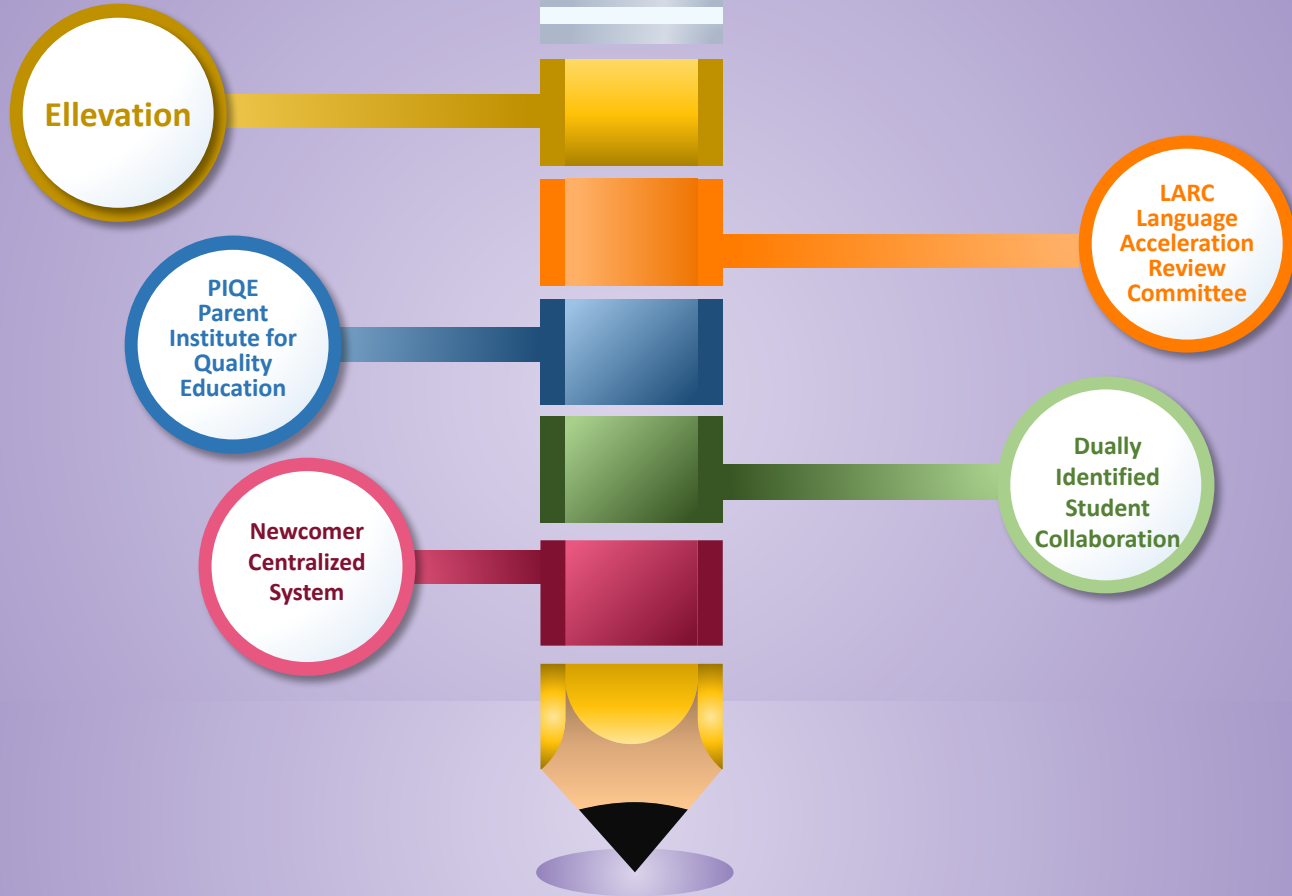 Ellevation
LARC
Language
Acceleration
Review
Committee
PIQE
Parent
Institute for
Quality
Education
Dually
Identified
Student
Collaboration
Newcomer
Centralized
System